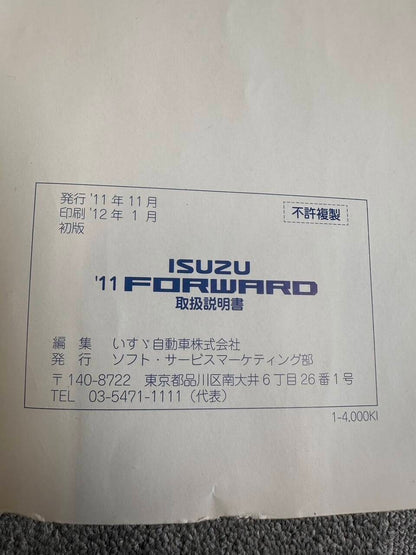 発行 '11 年 11 月
印刷 '12 年 1 月
初版
不許複製
ISUZU
'11 FORWARD
取扱説明書
編 集 いすゞ自動車株式会社
発 行 ソフト・サービスマーケティング部
〒140-8722 東京都品川区南大井6丁目26番1号
TEL 03-5471-1111（代表）
1-4,000KI